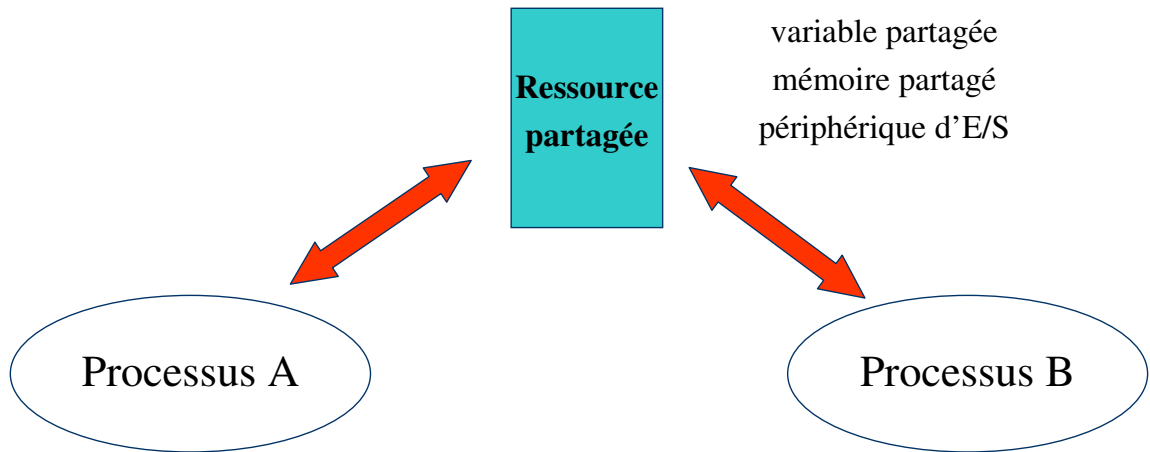 Ressource
partagée
variable partagée
mémoire partagé
périphérique d’E/S
Processus A
Processus B